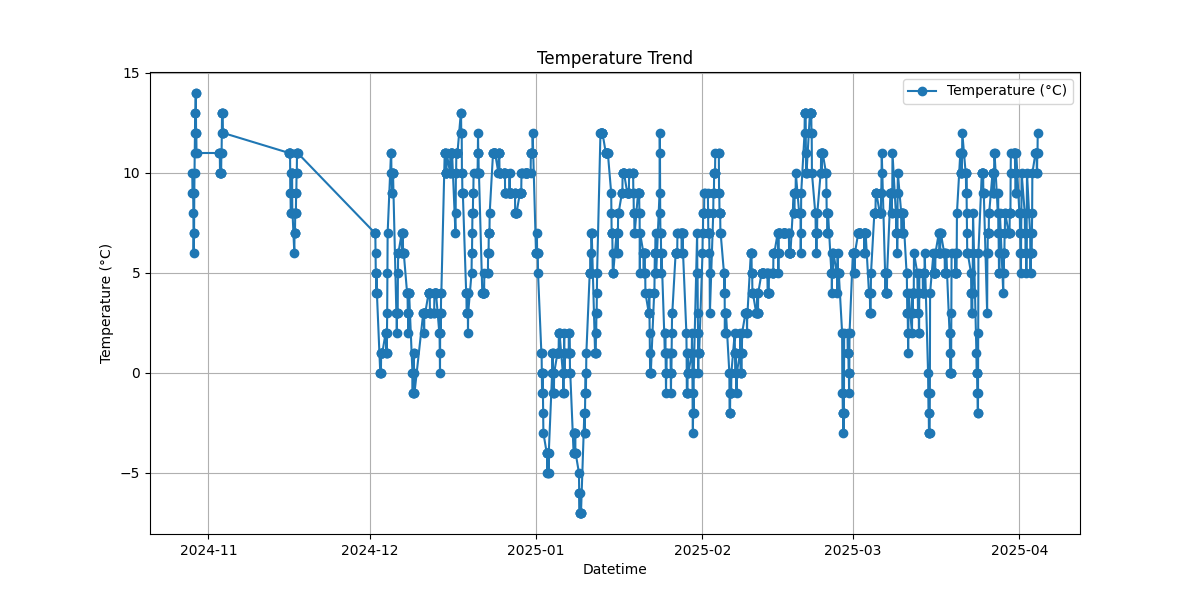 Temperature Trend
Temperature (°C)
15
10
5
0
−5
Temperature (°C)
2024-11
2024-12
2025-01
2025-02
2025-03
2025-04
Datetime